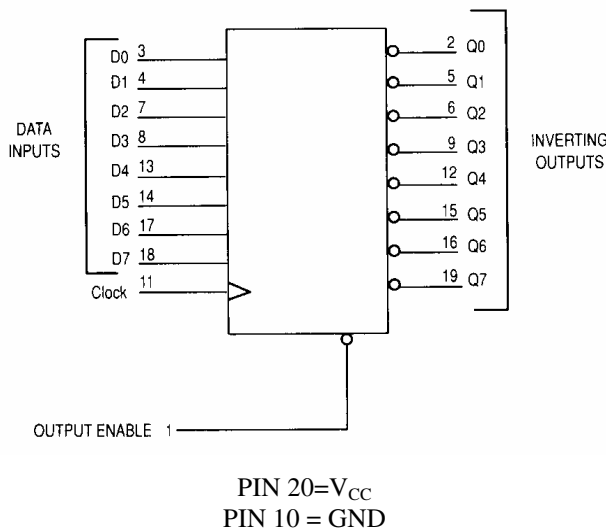 D0 3
D1 4
D2 7
D3 8
D4 13
D5 14
D6 17
D7 18
Clock 11
DATA
INPUTS
2 Q0
5 Q1
6 Q2
9 Q3
12 Q4
15 Q5
16 Q6
19 Q7
INVERTING
OUTPUTS
OUTPUT ENABLE 1
PIN 20=VCC
PIN 10 = GND